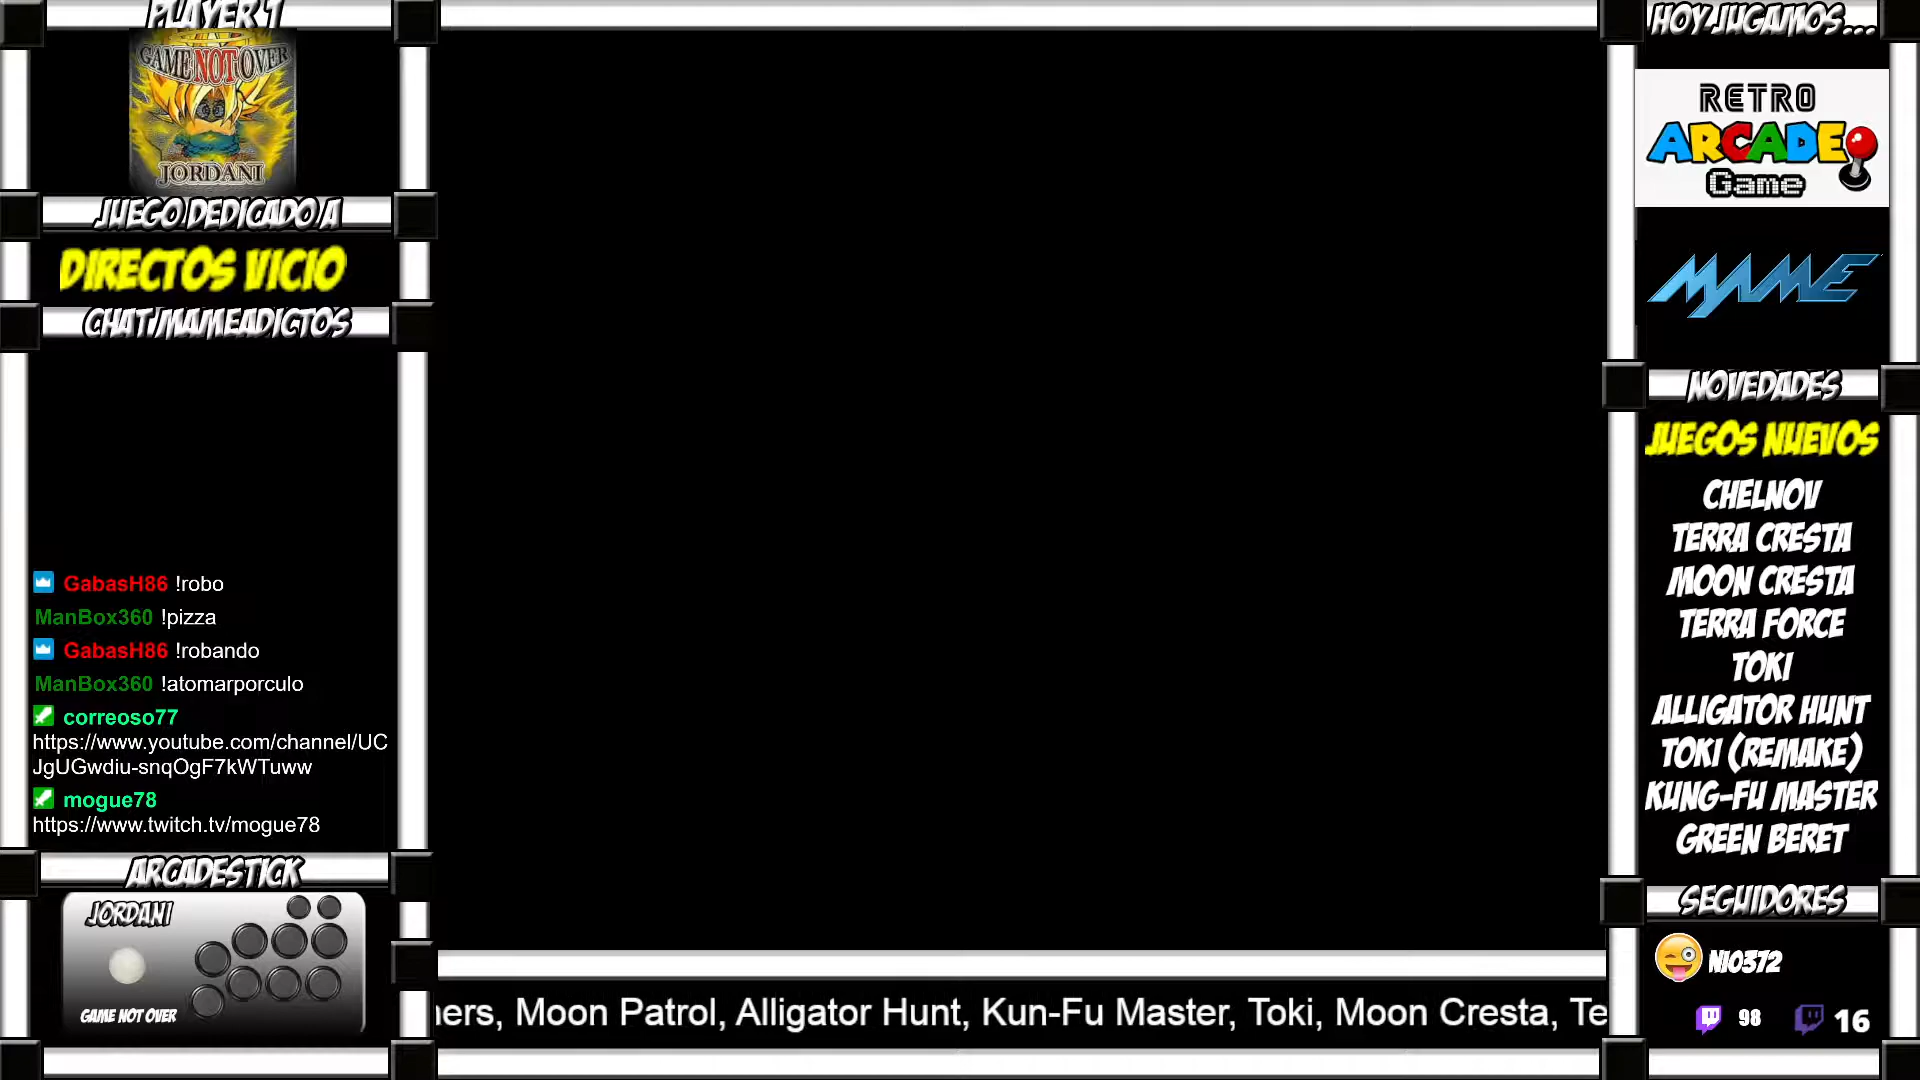 PLAYER 1
GAME NOT OVER
JORDANI
JUEGO DEDICADO A
DIRECTOS VICIO
CHAT/MAMEADICTOS
GabasH86 !robo
ManBox360 !pizza
GabasH86 !robando
ManBox360 !atomarporculo
correoso77
https://www.youtube.com/channel/UC
JgUGwdiu-snqOgF7kWTuww
mogue78
https://www.twitch.tv/mogue78
ARCADESTICK
JORDANI
GAME NOT OVER
ners, Moon Patrol, Alligator Hunt, Kun-Fu Master, Toki, Moon Cresta, Te
HOY JUGAMOS...
RETRO
ARCADE
Game
MAME
NOVEDADES
JUEGOS NUEVOS
CHELNOV
TERRA CRESTA
MOON CRESTA
TERRA FORCE
TOKI
ALLIGATOR HUNT
TOKI (REMAKE)
KUNG-FU MASTER
GREEN BERET
SEGUIDORES
NIO372
98
16